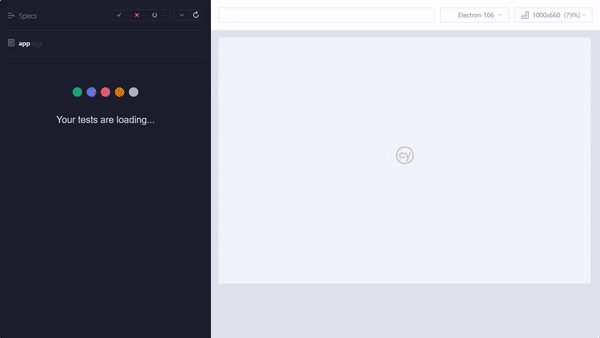 Specs
Electron 106
1000x660 (79%)
app
Your tests are loading...
cy